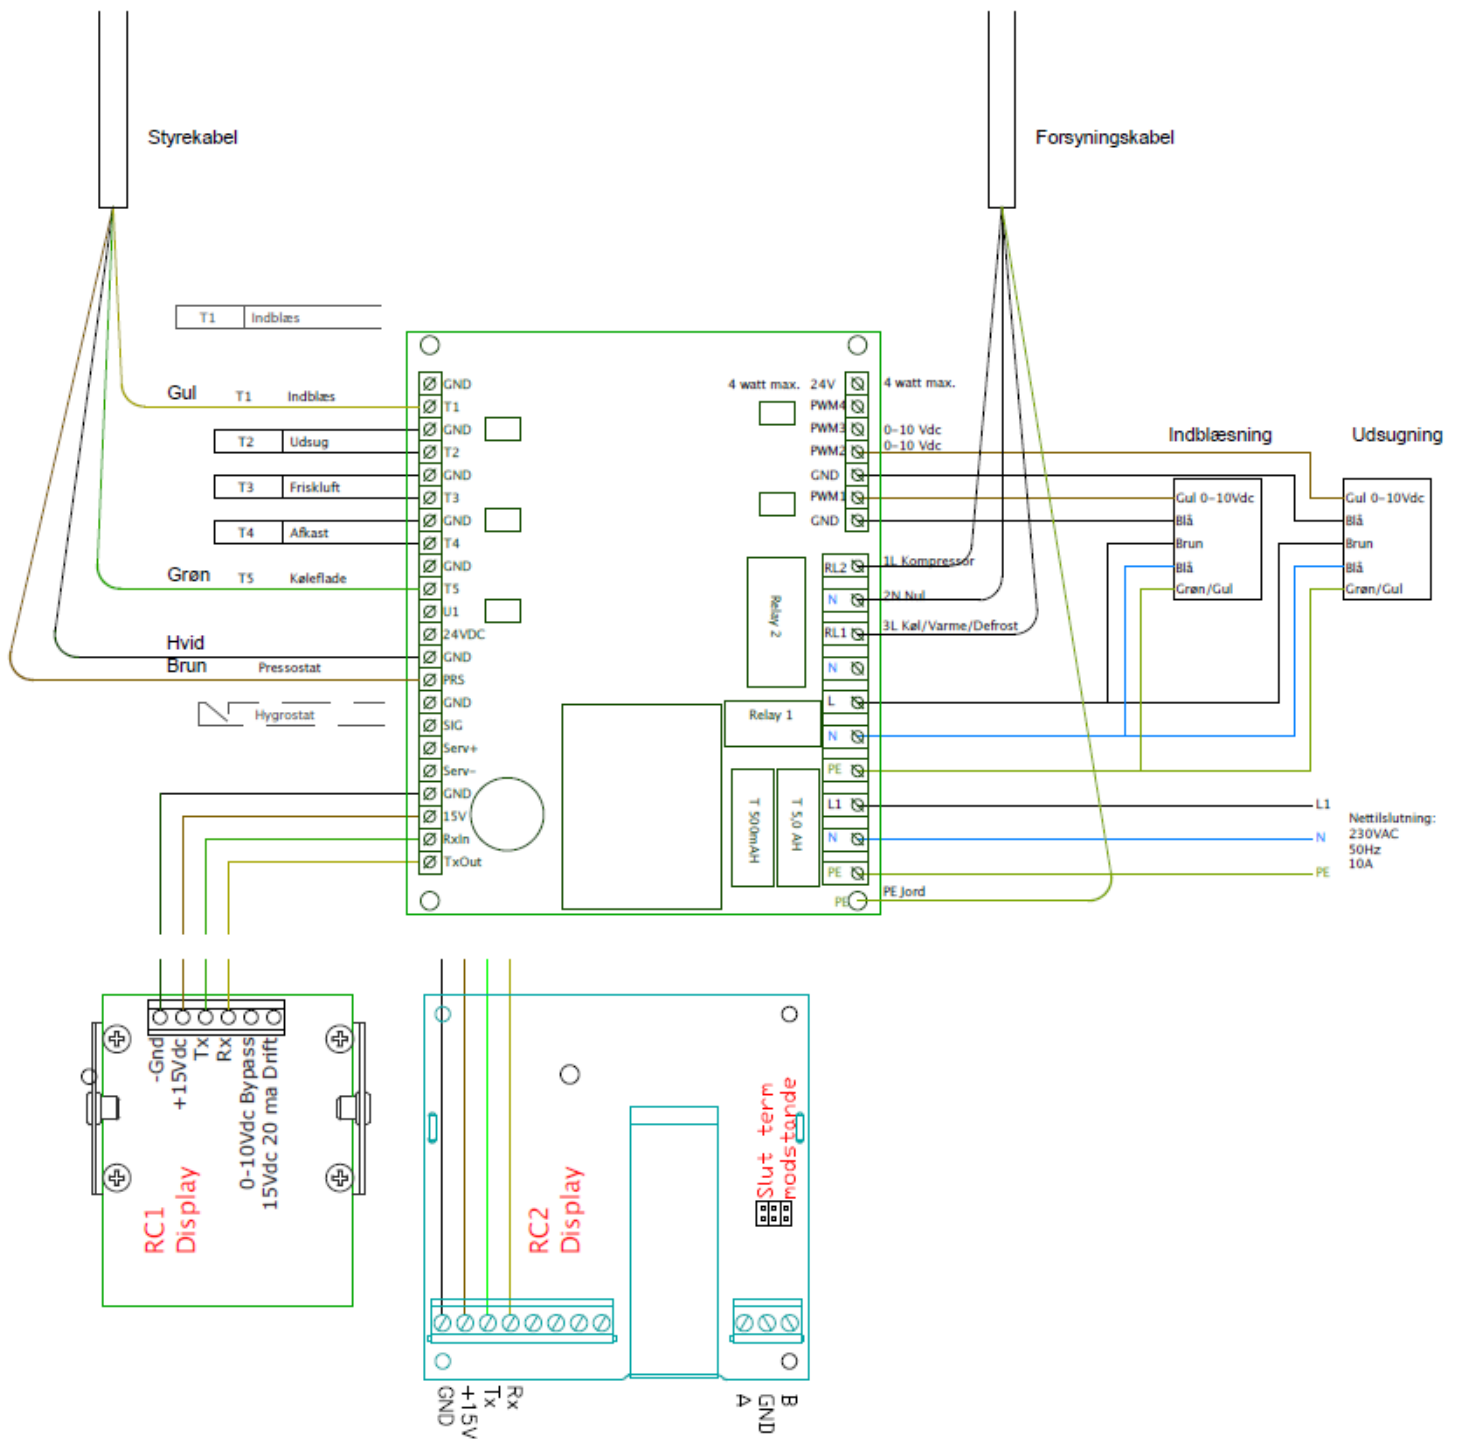 Styrekabel
Forsyningskabel
T1 Indblæs
Gul T1 Indblæs
T2 Udsug
T3 Friskluft
T4 Afkast
Grøn T5 Køleflade
Hvid
Brun Pressostat
Hygrostat
GND
T1
GND
T2
GND
T3
GND
T4
GND
T5
U1
24VDC
GND
PRS
GND
SIG
Serv+
Serv-
GND
15V
RxIn
TxOut
4 watt max. 24V 4 watt max.
PWM4
PWM3 0-10 Vdc
PWM2 0-10 Vdc
GND
PWM1
GND
RL2 1L Kompressor
N 2N Nul
RL1 3L Køl/Varme/Defrost
N
L
N
PE
L1
N
PE
PE PE Jord
Relay 2
Relay 1
T 500mAH
T 5,0 AH
Indblæsning
Gul 0-10Vdc
Blå
Brun
Blå
Grøn/Gul
Udsugning
Gul 0-10Vdc
Blå
Brun
Blå
Grøn/Gul
L1
N
PE
Nettilslutning:
230VAC
50Hz
10A
-Gnd
+15Vdc
Tx
Rx
0-10Vdc Bypass
15Vdc 20 ma Drift
RC1
Display
RC2
Display
Slut term
modstande
GND
+15V
Tx
Rx
A
GND
B